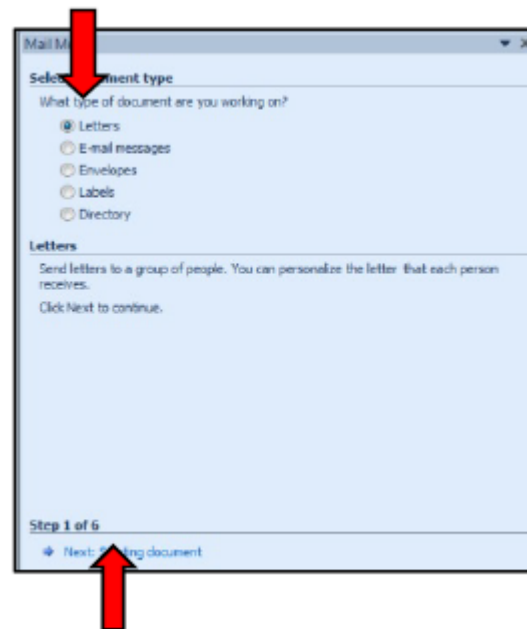 Mail M
Select ment type
What type of document are you working on?
Letters
E-mail messages
Envelopes
Labels
Directory
Letters
Send letters to a group of people. You can personalize the letter that each person
receives.
Click Next to continue.
Step 1 of 6
Next: ting document